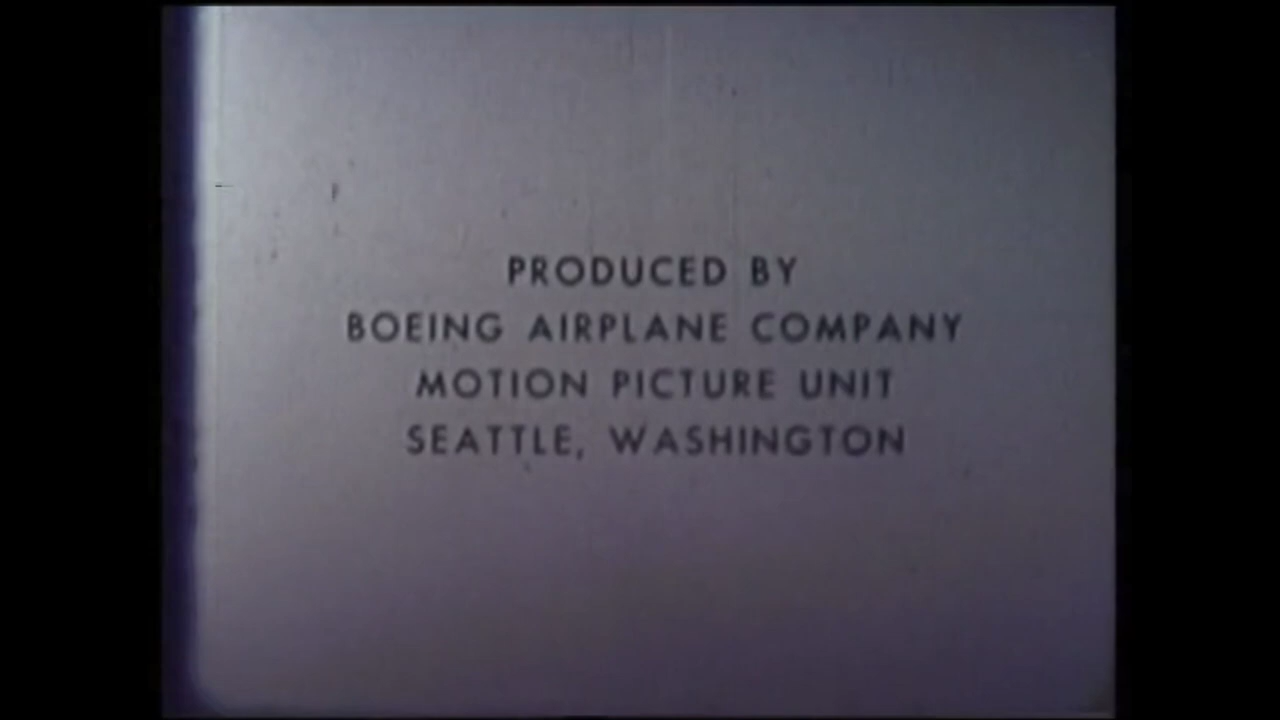 PRODUCED BY
BOEING AIRPLANE COMPANY
MOTION PICTURE UNIT
SEATTLE, WASHINGTON